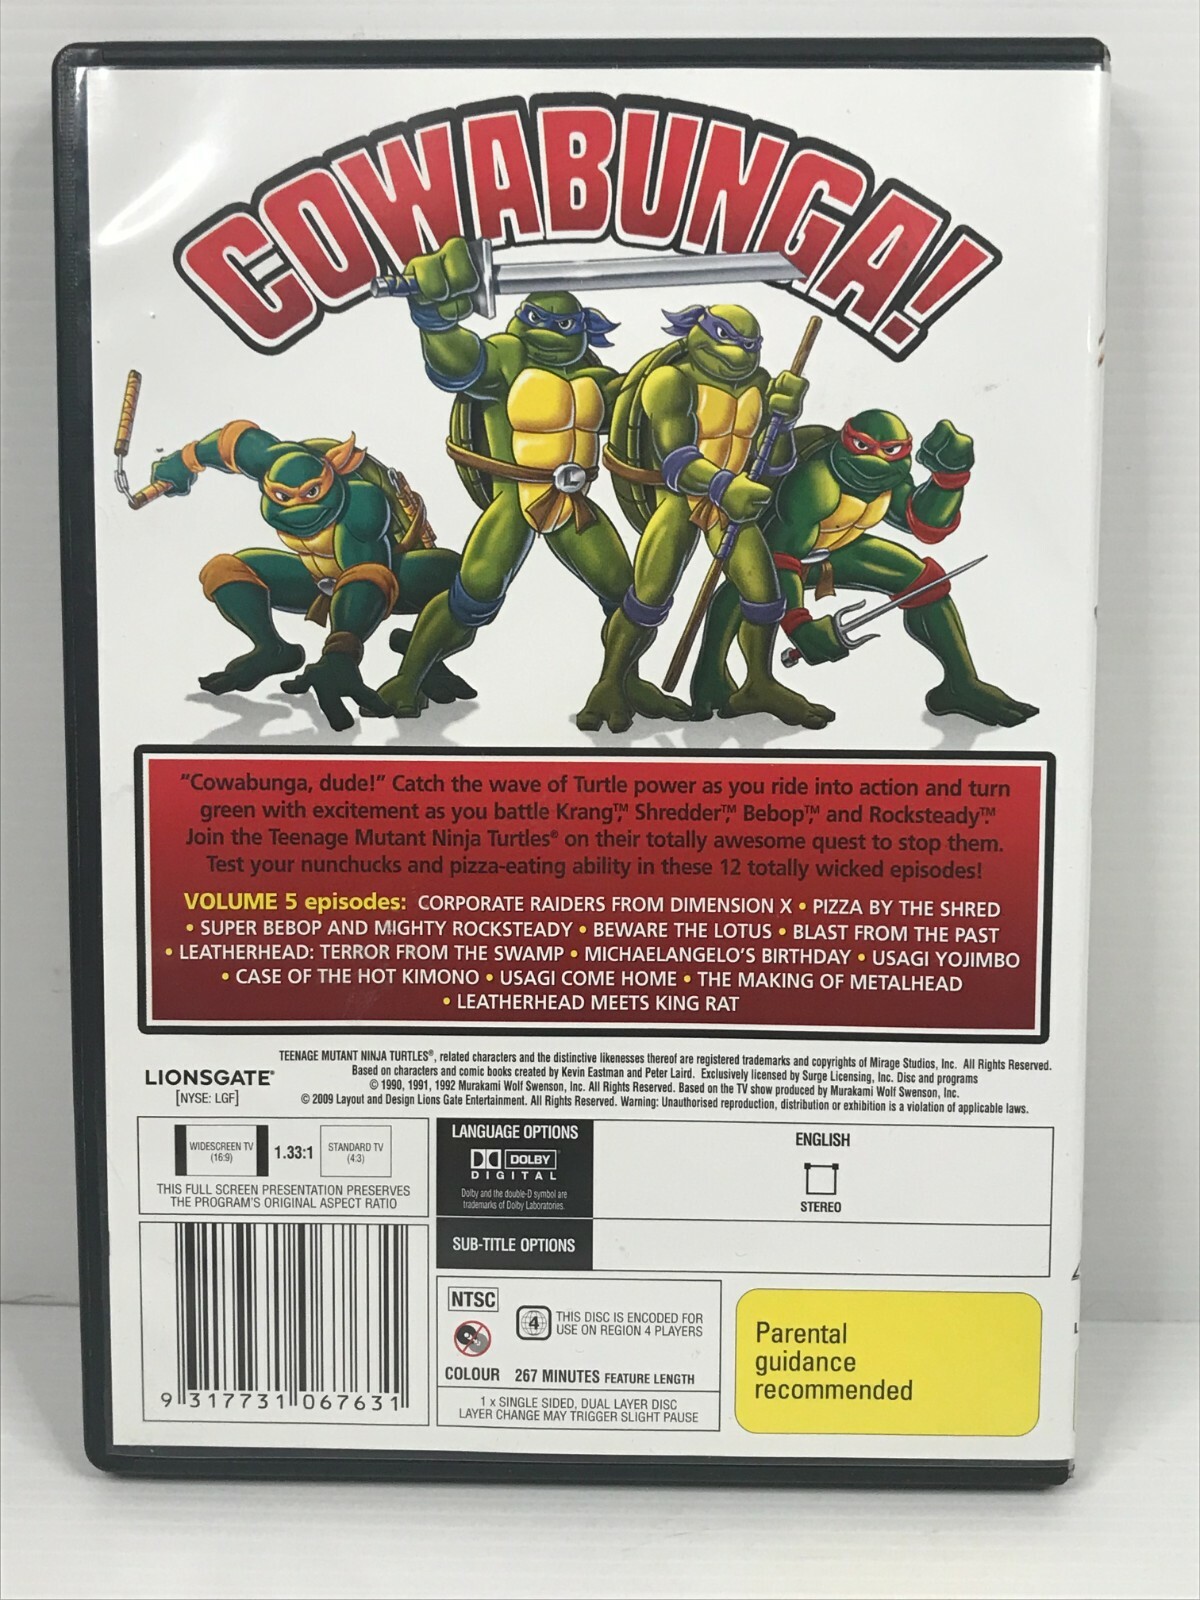 COWABUNGA!
L
"Cowabunga, dude!" Catch the wave of Turtle power as you ride into action and turn
green with excitement as you battle Krang™, Shredder™, Bebop™, and Rocksteady™.
Join the Teenage Mutant Ninja Turtles® on their totally awesome quest to stop them.
Test your nunchucks and pizza-eating ability in these 12 totally wicked episodes!
VOLUME 5 episodes: CORPORATE RAIDERS FROM DIMENSION X • PIZZA BY THE SHRED
• SUPER BEBOP AND MIGHTY ROCKSTEADY • BEWARE THE LOTUS • BLAST FROM THE PAST
• LEATHERHEAD: TERROR FROM THE SWAMP • MICHAELANGELO'S BIRTHDAY • USAGI YOJIMBO
• CASE OF THE HOT KIMONO • USAGI COME HOME • THE MAKING OF METALHEAD
• LEATHERHEAD MEETS KING RAT
LIONSGATE®
[NYSE: LGF]
TEENAGE MUTANT NINJA TURTLES®, related characters and the distinctive likenesses thereof are registered trademarks and copyrights of Mirage Studios, Inc. All Rights Reserved.
Based on characters and comic books created by Kevin Eastman and Peter Laird. Exclusively licensed by Surge Licensing, Inc. Disc and programs
© 1990, 1991, 1992 Murakami Wolf Swenson, Inc. All Rights Reserved. Based on the TV show produced by Murakami Wolf Swenson, Inc.
© 2009 Layout and Design Lions Gate Entertainment. All Rights Reserved. Warning: Unauthorised reproduction, distribution or exhibition is a violation of applicable laws.
WIDESCREEN TV
(16:9)
1.33:1
STANDARD TV
(4:3)
THIS FULL SCREEN PRESENTATION PRESERVES
THE PROGRAM'S ORIGINAL ASPECT RATIO
LANGUAGE OPTIONS
DOLBY
DIGITAL
Dolby and the double-D symbol are
trademarks of Dolby Laboratories.
ENGLISH
STEREO
SUB-TITLE OPTIONS
9 317731 067631
NTSC
4
THIS DISC IS ENCODED FOR
USE ON REGION 4 PLAYERS
COLOUR 267 MINUTES FEATURE LENGTH
1 x SINGLE SIDED, DUAL LAYER DISC
LAYER CHANGE MAY TRIGGER SLIGHT PAUSE
Parental
guidance
recommended